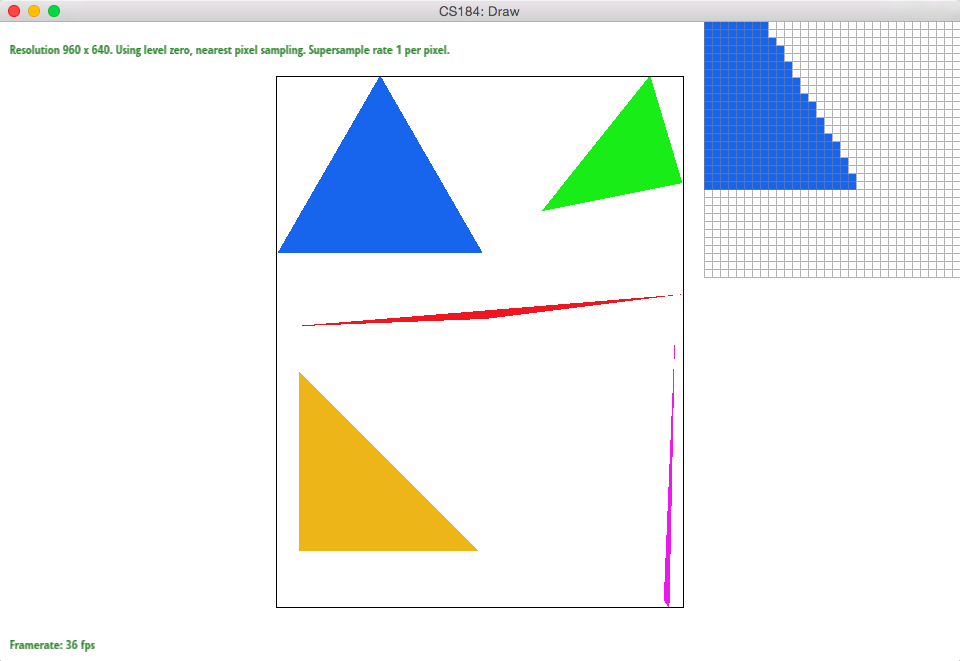 CS184: Draw
Resolution 960 x 640. Using level zero, nearest pixel sampling. Supersample rate 1 per pixel.
Framerate: 36 fps